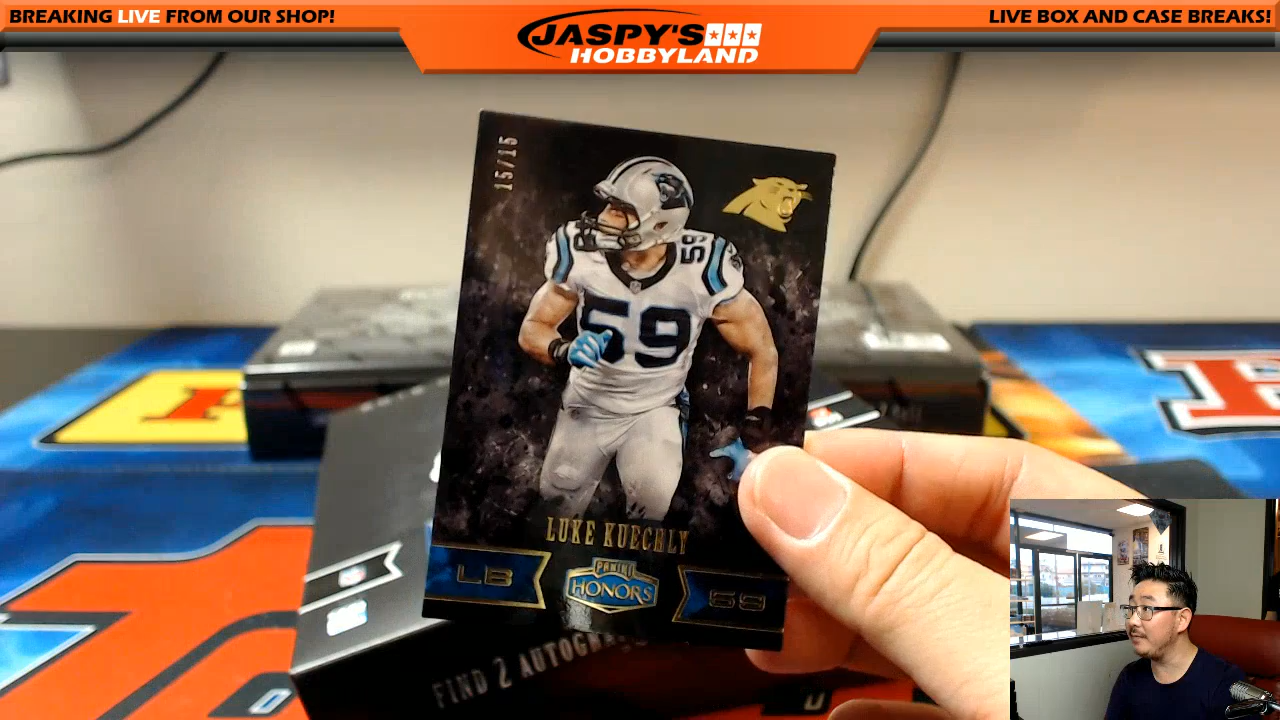 BREAKING LIVE FROM OUR SHOP!
JASPY'S
HOBBYLAND
LIVE BOX AND CASE BREAKS!
15/15
59
59
LUKE KUECHLY
LB
PANINI
HONORS
59
FIND 2